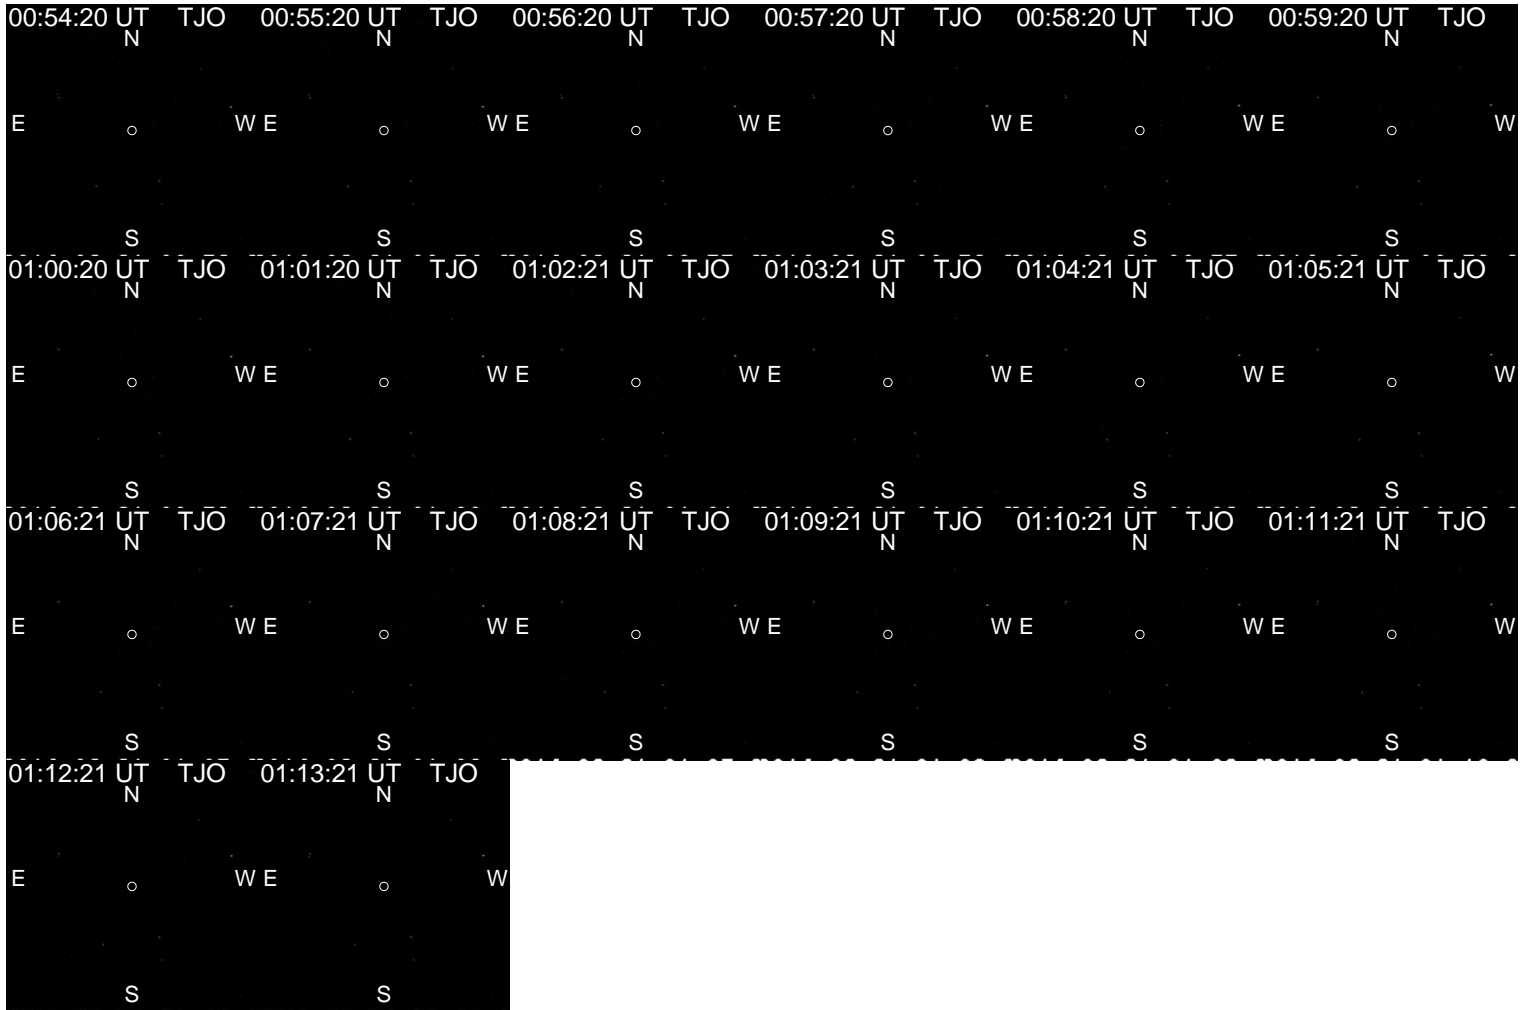 00:54:20 UT TJO 00:55:20 UT TJO 00:56:20 UT TJO 00:57:20 UT TJO 00:58:20 UT TJO 00:59:20 UT TJO
N N N N N N
E W E W E W E W E W E W
S S S S S S
01:00:20 UT TJO 01:01:20 UT TJO 01:02:21 UT TJO 01:03:21 UT TJO 01:04:21 UT TJO 01:05:21 UT TJO
N N N N N N
E W E W E W E W E W E W
S S S S S S
01:06:21 UT TJO 01:07:21 UT TJO 01:08:21 UT TJO 01:09:21 UT TJO 01:10:21 UT TJO 01:11:21 UT TJO
N N N N N N
E W E W E W E W E W E W
S S S S S S
01:12:21 UT TJO 01:13:21 UT TJO
N N
E W E W
S S